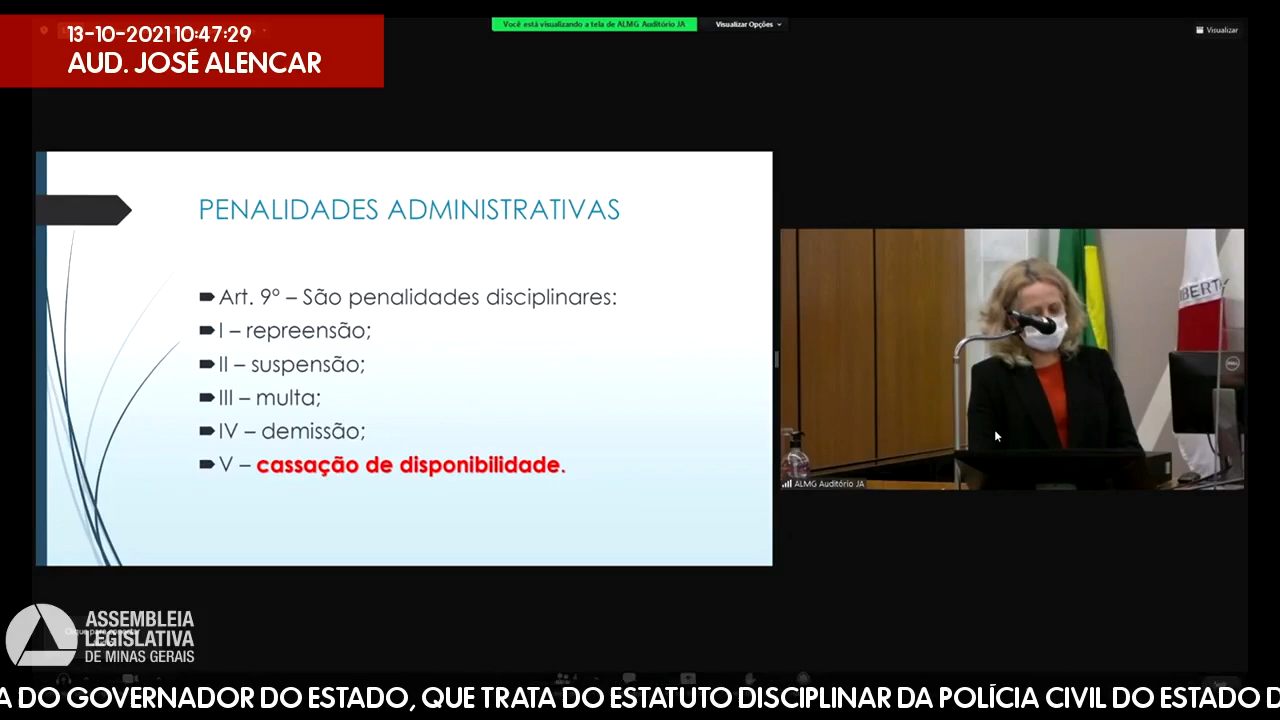 13-10-2021 10:47:29
AUD. JOSÉ ALENCAR
Você está visualizando a tela de ALMG Auditório JA
Visualizar Opções
Visualizar
PENALIDADES ADMINISTRATIVAS
Art. 9º – São penalidades disciplinares:
I – repreensão;
II – suspensão;
III – multa;
IV – demissão;
V – cassação de disponibilidade.
IBERT
DELL
ALMG Auditório JA
ASSEMBLEIA
LEGISLATIVA
DE MINAS GERAIS
A DO GOVERNADOR DO ESTADO, QUE TRATA DO ESTATUTO DISCIPLINAR DA POLÍCIA CIVIL DO ESTADO D